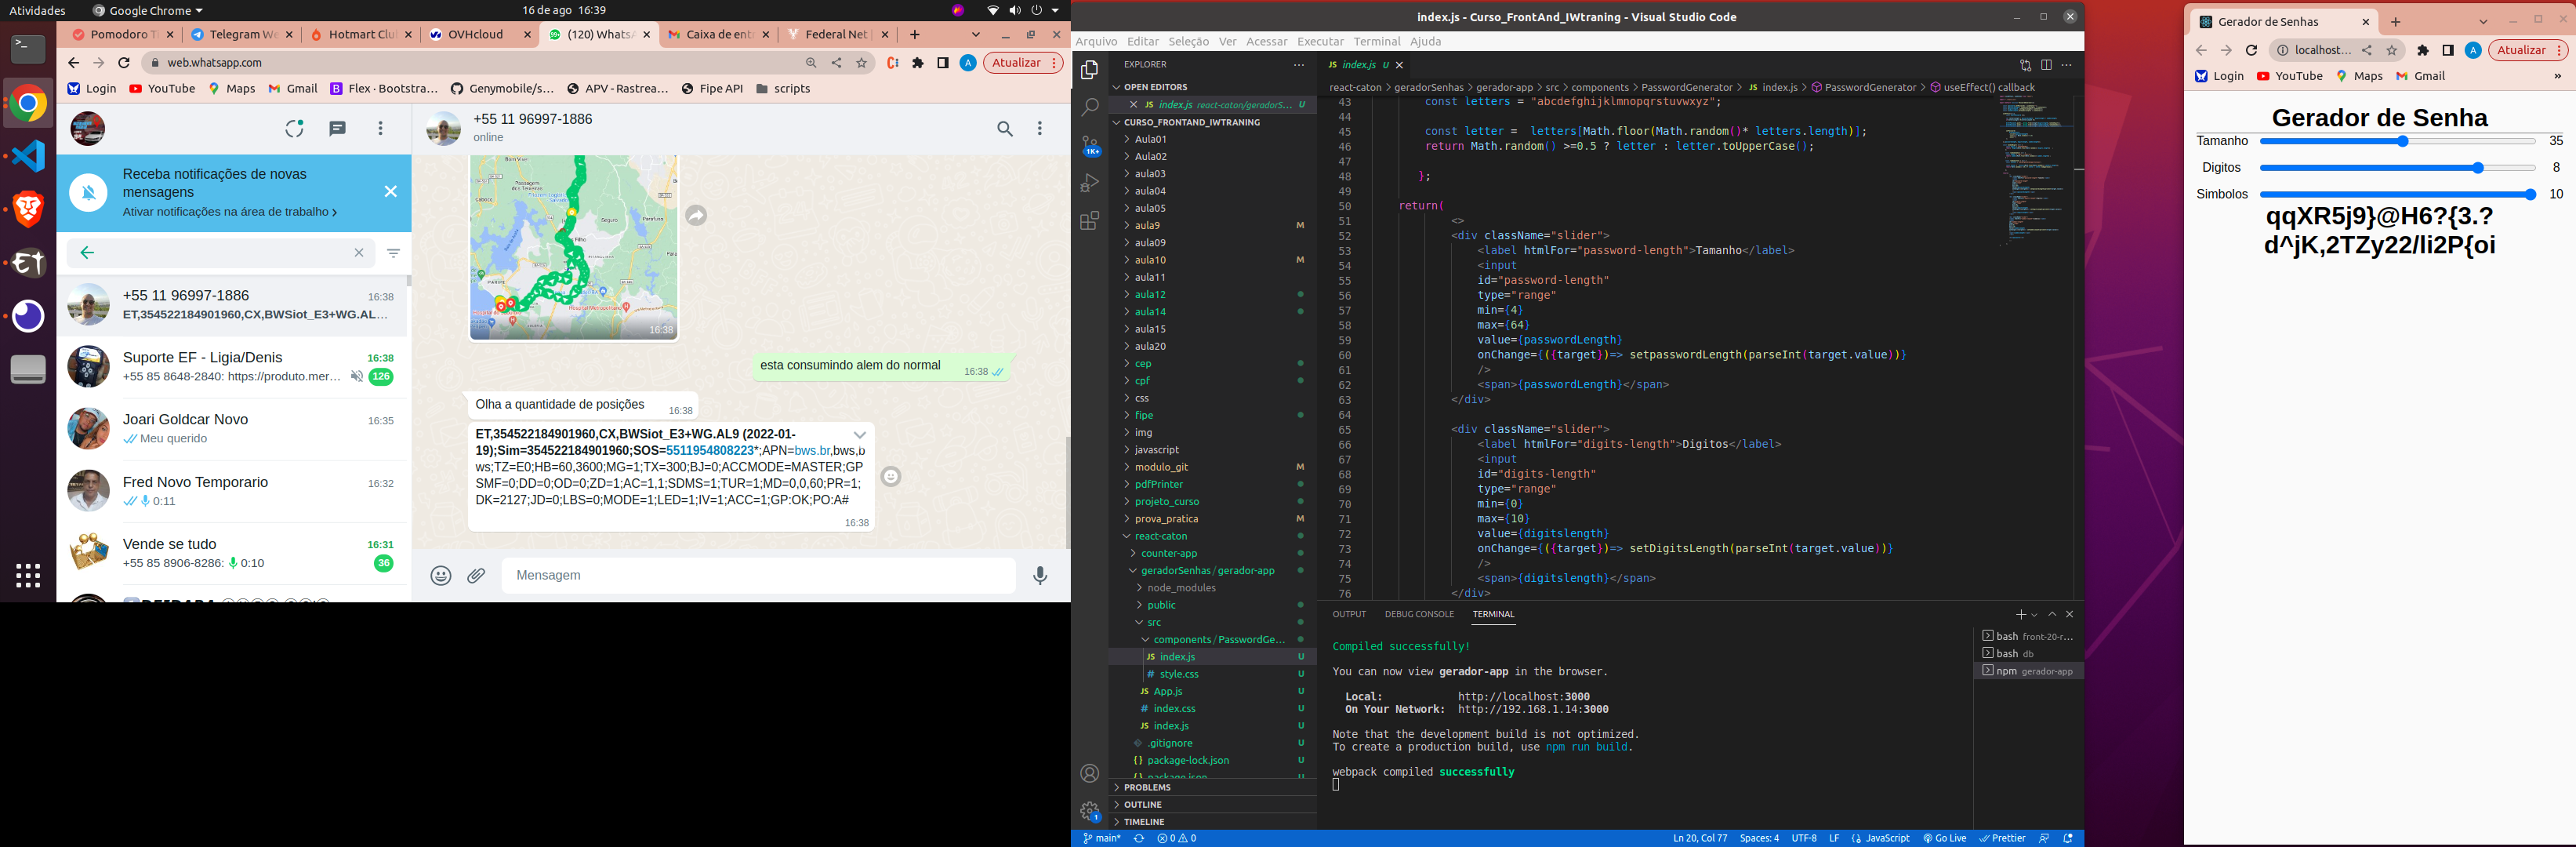 Atividades
Google Chrome
16 de ago 16:39
Pomodoro T
Telegram We
Hotmart Clu
OVHcloud
(120) WhatsA
Caixa de ent
Federal Net
web.whatsapp.com
Atualizar
Login
YouTube
Maps
Gmail
Flex · Bootstra…
Genymobile/s…
APV - Rastrea…
Fipe API
scripts
Receba notificações de novas
mensagens
Ativar notificações na área de trabalho
+55 11 96997-1886
16:38
ET,354522184901960,CX,BWSiot_E3+WG.AL…
Suporte EF - Ligia/Denis
16:38
+55 85 8648-2840: https://produto.mer…
126
Joari Goldcar Novo
16:35
Meu querido
Fred Novo Temporario
16:32
0:11
Vende se tudo
16:31
+55 85 8906-8286: 0:10
36
+55 11 96997-1886
online
16:38
esta consumindo alem do normal
16:38
Olha a quantidade de posições
16:38
ET,354522184901960,CX,BWSiot_E3+WG.AL9 (2022-01-
19);Sim=354522184901960;SOS=5511954808223*;APN=bws.br,bws,b
ws;TZ=E0;HB=60,3600;MG=1;TX=300;BJ=0;ACCMODE=MASTER;GP
SMF=0;DD=0;OD=0;ZD=1;AC=1,1;SDMS=1;TUR=1;MD=0,0,60;PR=1;
DK=2127;JD=0;LBS=0;MODE=1;LED=1;IV=1;ACC=1;GP:OK;PO:A#
16:38
Mensagem
index.js - Curso_FrontAnd_IWtraning - Visual Studio Code
Arquivo Editar Seleção Ver Acessar Executar Terminal Ajuda
EXPLORER
OPEN EDITORS
index.js react-caton/geradorS… U
CURSO_FRONTAND_IWTRANING
Aula01
Aula02
aula03
aula04
aula05
aula9 M
aula09
aula10 M
aula11
aula12
aula14
aula15
aula20
cep
cpf
css
fipe
img
javascript
modulo_git M
pdfPrinter
projeto_curso
prova_pratica M
react-caton
counter-app
geradorSenhas/gerador-app
node_modules
public
src
components/PasswordGe…
index.js U
style.css U
App.js U
index.css U
index.js U
.gitignore U
package-lock.json U
package.json
PROBLEMS
OUTLINE
TIMELINE
1K+
1
index.js U
react-caton > geradorSenhas > gerador-app > src > components > PasswordGenerator > index.js > PasswordGenerator > useEffect() callback
43 const letters = "abcdefghijklmnopqrstuvwxyz";
44
45 const letter = letters[Math.floor(Math.random()* letters.length)];
46 return Math.random() >=0.5 ? letter : letter.toUpperCase();
47
48 };
49
50 return(
51 <>
52 <div className="slider">
53 <label htmlFor="password-length">Tamanho</label>
54 <input
55 id="password-length"
56 type="range"
57 min={4}
58 max={64}
59 value={passwordLength}
60 onChange={({target})=> setpasswordLength(parseInt(target.value))}
61 />
62 <span>{passwordLength}</span>
63 </div>
64
65 <div className="slider">
66 <label htmlFor="digits-length">Digitos</label>
67 <input
68 id="digits-length"
69 type="range"
70 min={0}
71 max={10}
72 value={digitslength}
73 onChange={({target})=> setDigitsLength(parseInt(target.value))}
74 />
75 <span>{digitslength}</span>
76 </div>
OUTPUT DEBUG CONSOLE TERMINAL
Compiled successfully!
You can now view gerador-app in the browser.
Local: http://localhost:3000
On Your Network: http://192.168.1.14:3000
Note that the development build is not optimized.
To create a production build, use npm run build.
webpack compiled successfully
bash front-20-r…
bash db
npm gerador-app
main*
0 0
Ln 20, Col 77
Spaces: 4
UTF-8
LF
JavaScript
Go Live
Prettier
Gerador de Senhas
localhost…
Atualizar
Login
YouTube
Maps
Gmail
Gerador de Senha
Tamanho 35
Digitos 8
Simbolos 10
qqXR5j9}@H6?{3.?
d^jK,2TZy22/li2P{oi